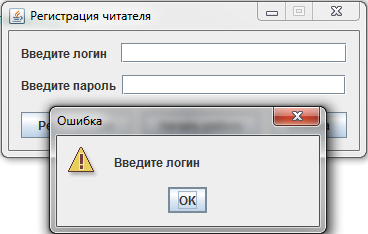 Регистрация читателя
Введите логин
Введите пароль
Ошибка
Введите логин
OK